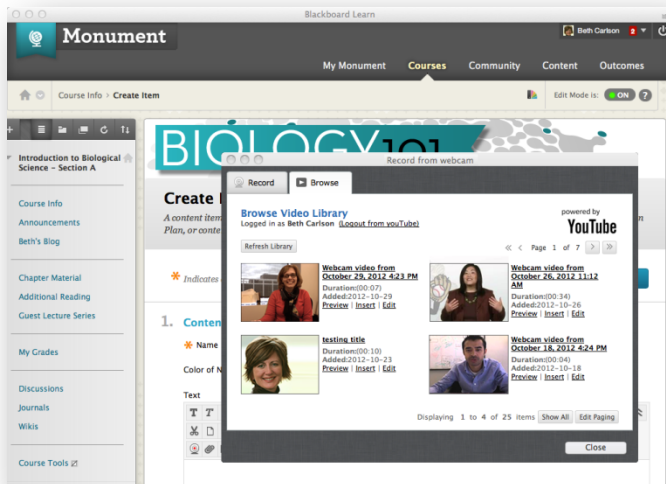 Blackboard Learn
Monument
Beth Carlson 2
My Monument Courses Community Content Outcomes
Course Info > Create Item
Edit Mode is: ON ?
Introduction to Biological
Science - Section A
Course Info
Announcements
Beth's Blog
Chapter Material
Additional Reading
Guest Lecture Series
My Grades
Discussions
Journals
Wikis
Course Tools
BIOLOGY101
Create
A content item
Plan, or conte
Indicates
1. Conten
Name
Color of N
Text
T T
Record from webcam
Record
Browse
Browse Video Library
Logged in as Beth Carlson (Logout from youTube)
powered by
YouTube
Refresh Library
<< < Page 1 of 7 > >>
Webcam video from
October 29, 2012 4:23 PM
Duration:(00:07)
Added:2012-10-29
Preview | Insert | Edit
Webcam video from
October 26, 2012 11:12
AM
Duration:(00:34)
Added:2012-10-26
Preview | Insert | Edit
testing title
Duration:(00:10)
Added:2012-10-23
Preview | Insert | Edit
Webcam video from
October 18, 2012 4:24 PM
Duration:(00:04)
Added:2012-10-18
Preview | Insert | Edit
Displaying 1 to 4 of 25 items Show All Edit Paging
Close